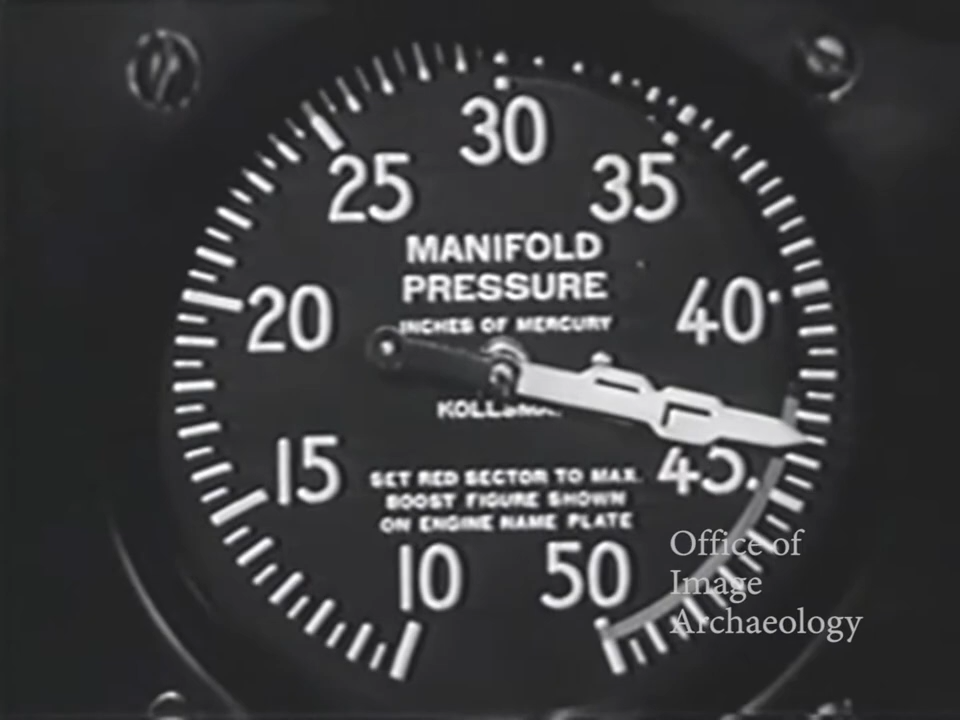 30
25
35
MANIFOLD
PRESSURE
20
40
INCHES OF MERCURY
15
45
SET RED SECTOR TO MAX.
BOOST FIGURE SHOWN
ON ENGINE NAME PLATE
10
50
Office of
Image
Archaeology